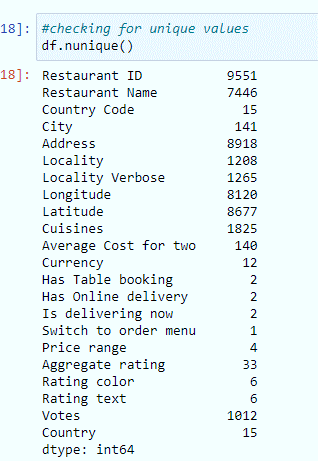 18]: #checking for unique values
df.nunique()
18]: Restaurant ID 9551
Restaurant Name 7446
Country Code 15
City 141
Address 8918
Locality 1208
Locality Verbose 1265
Longitude 8120
Latitude 8677
Cuisines 1825
Average Cost for two 140
Currency 12
Has Table booking 2
Has Online delivery 2
Is delivering now 2
Switch to order menu 1
Price range 4
Aggregate rating 33
Rating color 6
Rating text 6
Votes 1012
Country 15
dtype: int64